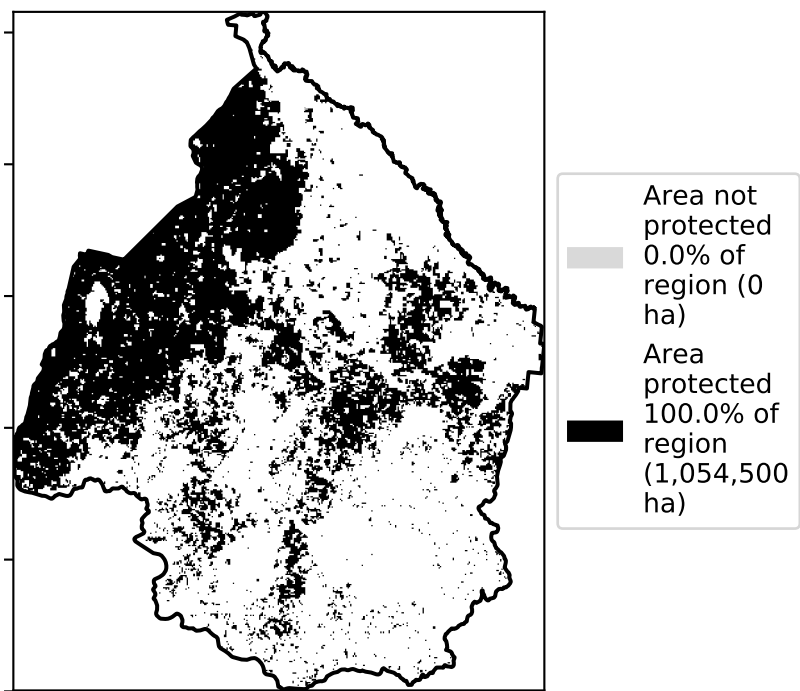 Area not
protected
0.0% of
region (0
ha)
Area
protected
100.0% of
region
(1,054,500
ha)